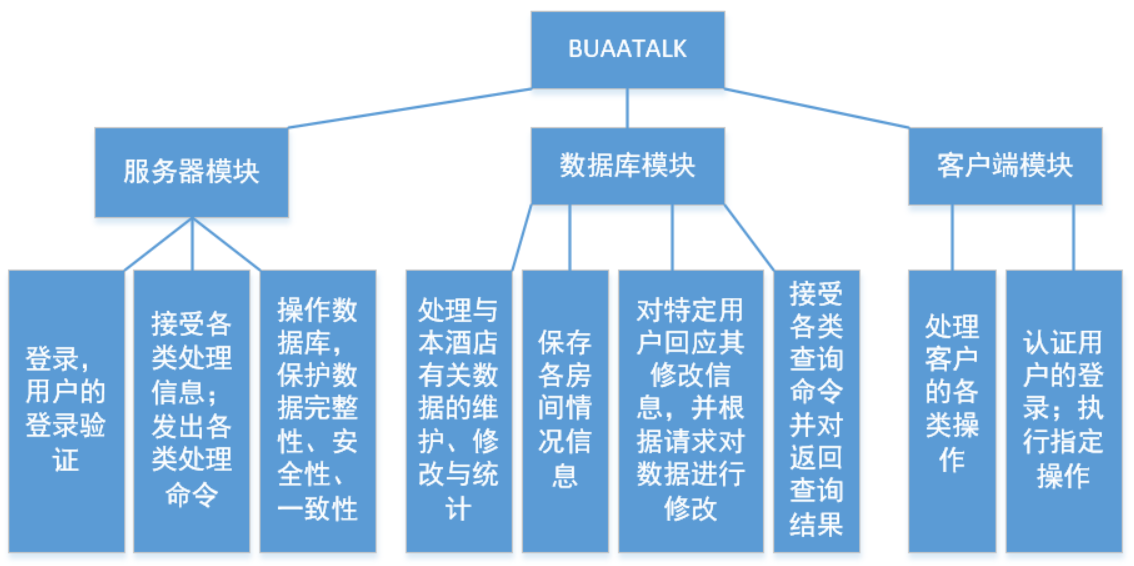 BUAATALK
服务器模块
数据库模块
客户端模块
登录，
用户的
登录验
证
接受各
类处理
信息；
发出各
类处理
命令
操作数
据库，
保护数
据完整
性、安
全性、
一致性
处理与
本酒店
有关数
据的维
护、修
改与统
计
保存
各房
间情
况信
息
对特定用
户回应其
修改信
息，并根
据请求对
数据进行
修改
接受
各类
查询
命令
并对
返回
查询
结果
处理
客户
的各
类操
作
认证用
户的登
录；执
行指定
操作